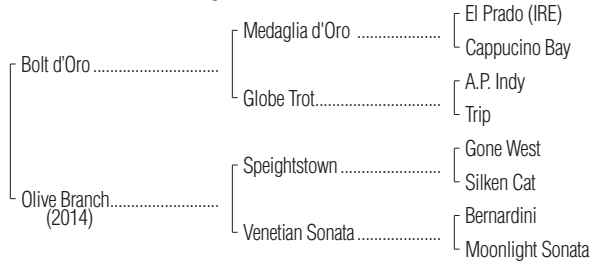 El Prado (IRE)
Medaglia d'Oro ....................
Cappucino Bay
Bolt d’Oro ..............................
A.P. Indy
Globe Trot..............................
Trip
Gone West
Speightstown ........................
Silken Cat
Olive Branch..........................
(2014)
Bernardini
Venetian Sonata....................
Moonlight Sonata